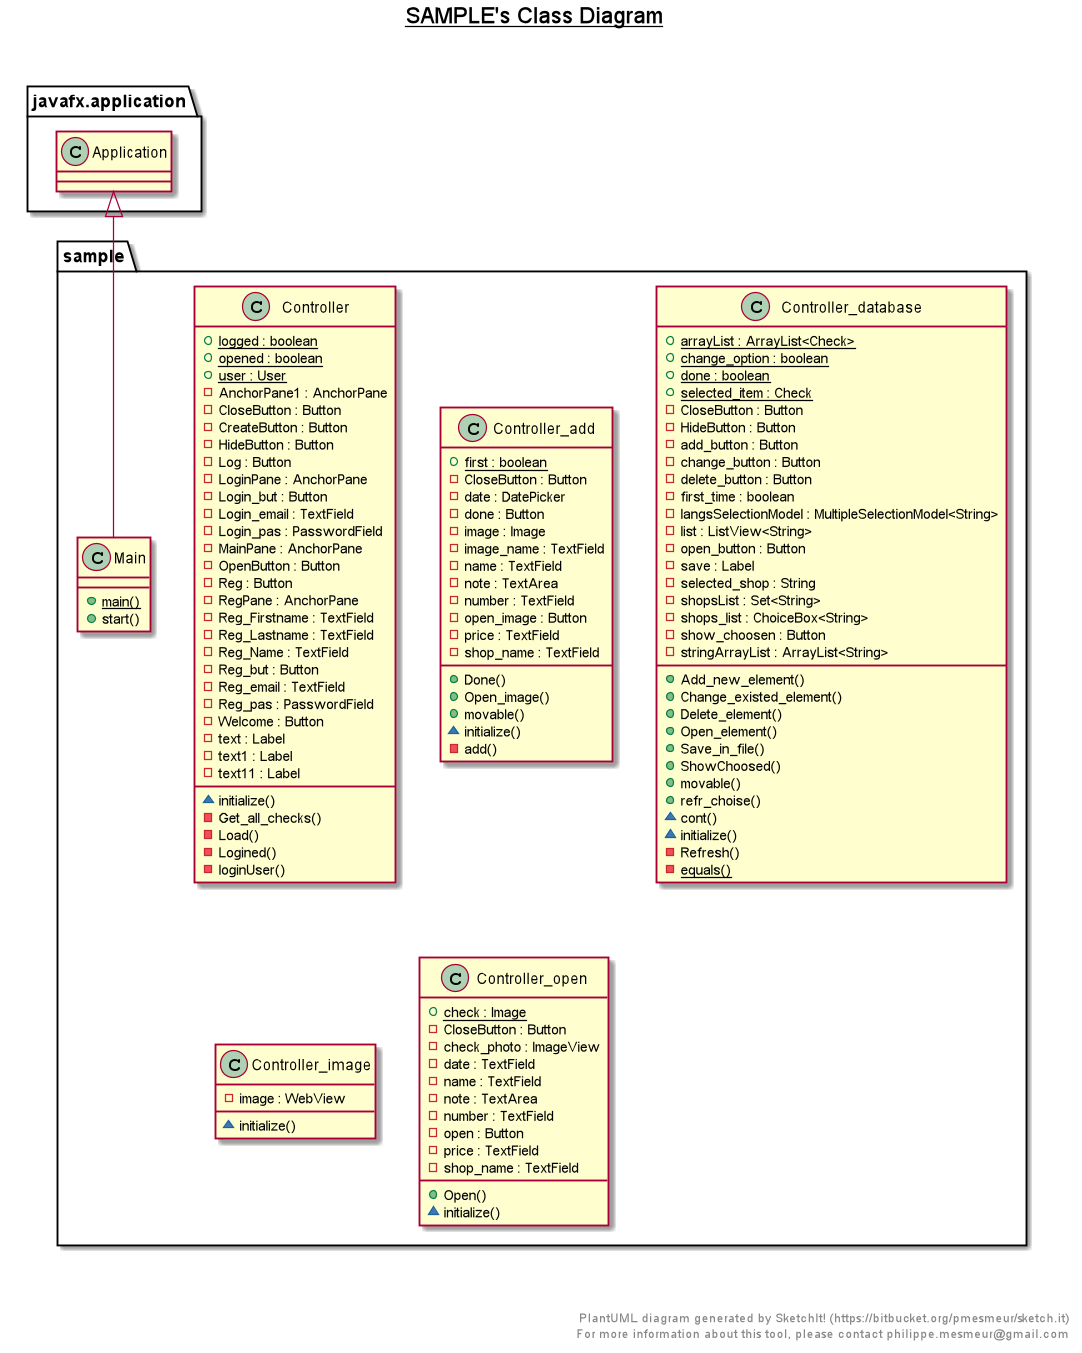 SAMPLE's Class Diagram
javafx.application
C Application
sample
C Main
main()
start()
C Controller
logged : boolean
opened : boolean
user : User
AnchorPane1 : AnchorPane
CloseButton : Button
CreateButton : Button
HideButton : Button
Log : Button
LoginPane : AnchorPane
Login_but : Button
Login_email : TextField
Login_pas : PasswordField
MainPane : AnchorPane
OpenButton : Button
Reg : Button
RegPane : AnchorPane
Reg_Firstname : TextField
Reg_Lastname : TextField
Reg_Name : TextField
Reg_but : Button
Reg_email : TextField
Reg_pas : PasswordField
Welcome : Button
text : Label
text1 : Label
text11 : Label
initialize()
Get_all_checks()
Load()
Logined()
loginUser()
C Controller_add
first : boolean
CloseButton : Button
date : DatePicker
done : Button
image : Image
image_name : TextField
name : TextField
note : TextArea
number : TextField
open_image : Button
price : TextField
shop_name : TextField
Done()
Open_image()
movable()
initialize()
add()
C Controller_database
arrayList : ArrayList<Check>
change_option : boolean
done : boolean
selected_item : Check
CloseButton : Button
HideButton : Button
add_button : Button
change_button : Button
delete_button : Button
first_time : boolean
langsSelectionModel : MultipleSelectionModel<String>
list : ListView<String>
open_button : Button
save : Label
selected_shop : String
shopsList : Set<String>
shops_list : ChoiceBox<String>
show_choosen : Button
stringArrayList : ArrayList<String>
Add_new_element()
Change_existed_element()
Delete_element()
Open_element()
Save_in_file()
ShowChoosed()
movable()
refr_choise()
cont()
initialize()
Refresh()
equals()
C Controller_image
image : WebView
initialize()
C Controller_open
check : Image
CloseButton : Button
check_photo : ImageView
date : TextField
name : TextField
note : TextArea
number : TextField
open : Button
price : TextField
shop_name : TextField
Open()
initialize()
PlantUML diagram generated by SketchIt! (https://bitbucket.org/pmesmeur/sketch.it)
For more information about this tool, please contact philippe.mesmeur@gmail.com